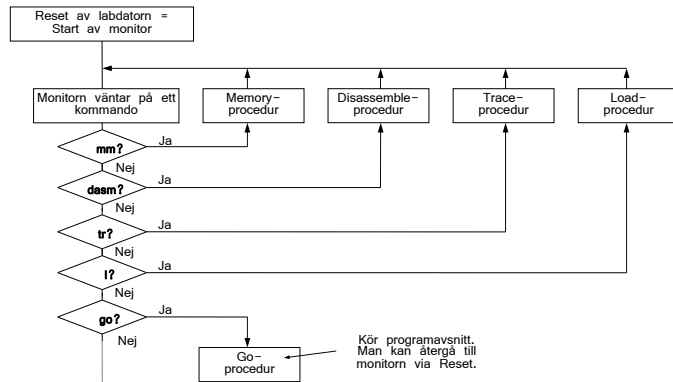 Reset av labdatorn =
Start av monitor
Monitorn väntar på ett
kommando
Memory-
procedur
Disassemble-
procedur
Trace-
procedur
Load-
procedur
mm?
Ja
Nej
dasm?
Ja
Nej
tr?
Ja
Nej
l?
Ja
Nej
go?
Ja
Nej
Go-
procedur
Kör programavsnitt.
Man kan återgå till
monitorn via Reset.